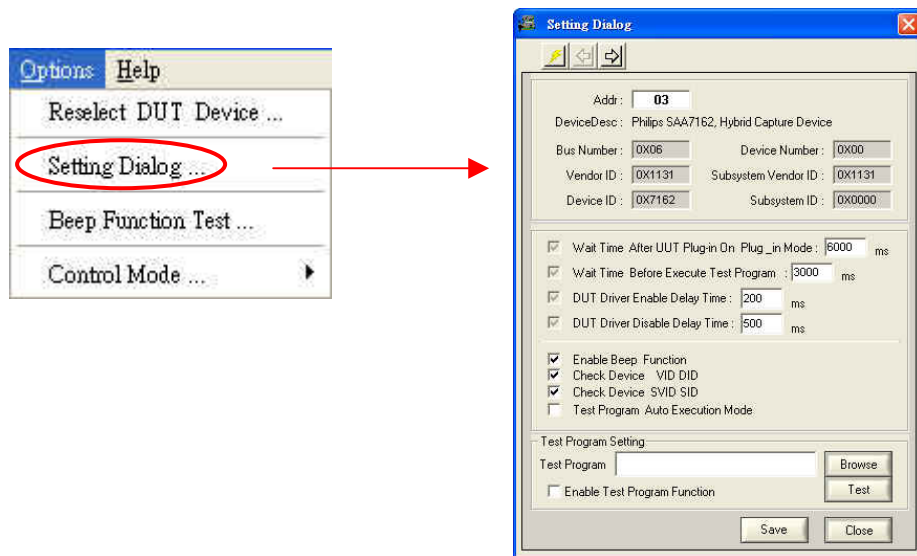 Options Help
Reselect DUT Device ...
Setting Dialog ...
Beep Function Test ...
Control Mode ...
Setting Dialog
Addr : 03
DeviceDesc : Philips SAA7162, Hybrid Capture Device
Bus Number : 0X06 Device Number : 0X00
Vendor ID : 0X1131 Subsystem Vendor ID : 0X1131
Device ID : 0X7162 Subsystem ID : 0X0000
Wait Time After UUT Plug-in On Plug _in Mode : 6000 ms
Wait Time Before Execute Test Program : 3000 ms
DUT Driver Enable Delay Time : 200 ms
DUT Driver Disable Delay Time : 500 ms
Enable Beep Function
Check Device VID DID
Check Device SVID SID
Test Program Auto Execution Mode
Test Program Setting
Test Program Browse
Enable Test Program Function Test
Save Close